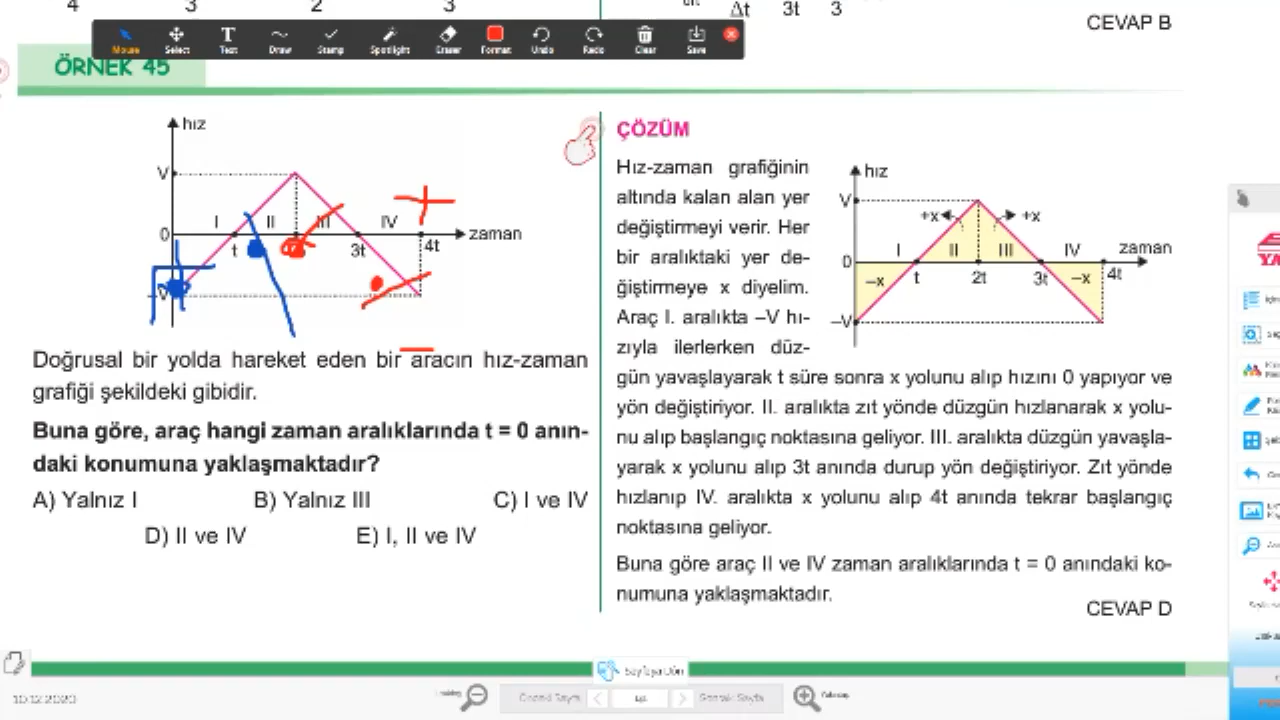 4 3 2 3
Δt 3t 3
CEVAP B
Mouse Select Text Draw Stamp Spotlight Eraser Format Undo Redo Clear Save
ÖRNEK 45
hız
V
I II III IV
0 t 3t 4t zaman
–V
Doğrusal bir yolda hareket eden bir aracın hız-zaman
grafiği şekildeki gibidir.
Buna göre, araç hangi zaman aralıklarında t = 0 anın-
daki konumuna yaklaşmaktadır?
A) Yalnız I B) Yalnız III C) I ve IV
D) II ve IV E) I, II ve IV
ÇÖZÜM
Hız-zaman grafiğinin
altında kalan alan yer
değiştirmeyi verir. Her
bir aralıktaki yer de-
ğiştirmeye x diyelim.
Araç I. aralıkta –V hı-
zıyla ilerlerken düz-
gün yavaşlayarak t süre sonra x yolunu alıp hızını 0 yapıyor ve
yön değiştiriyor. II. aralıkta zıt yönde düzgün hızlanarak x yolu-
nu alıp başlangıç noktasına geliyor. III. aralıkta düzgün yavaşla-
yarak x yolunu alıp 3t anında durup yön değiştiriyor. Zıt yönde
hızlanıp IV. aralıkta x yolunu alıp 4t anında tekrar başlangıç
noktasına geliyor.
hız
V
+x +x
I II III IV zaman
0 –x t 2t 3t –x 4t
–V
Buna göre araç II ve IV zaman aralıklarında t = 0 anındaki ko-
numuna yaklaşmaktadır.
CEVAP D
Sayfaya Dön
10.12.2020
Önceki Sayfa Sonraki Sayfa